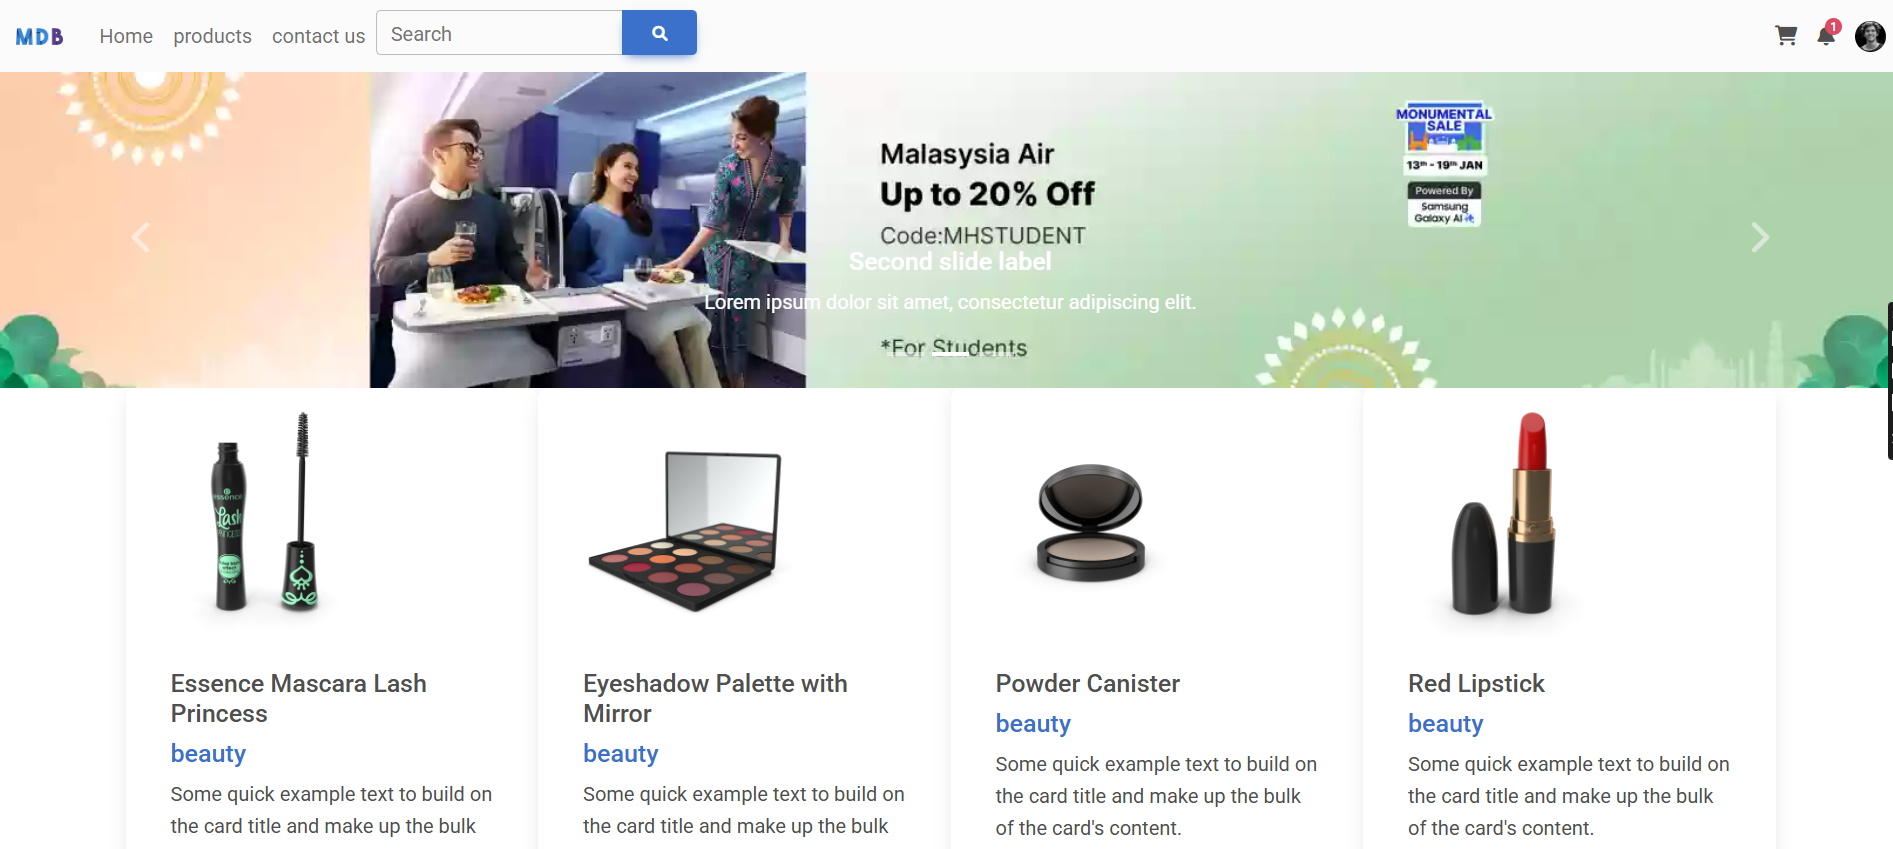 MDB
Home
products
contact us
Search
1
MONUMENTAL
SALE
13th - 19th JAN
Powered By
Samsung
Galaxy AI
Malasysia Air
Up to 20% Off
Code:MHSTUDENT
Second slide label
Lorem ipsum dolor sit amet, consectetur adipiscing elit.
*For Students
essence
Lash
PRINCESS
Essence Mascara Lash
Princess
beauty
Some quick example text to build on
the card title and make up the bulk
Eyeshadow Palette with
Mirror
beauty
Some quick example text to build on
the card title and make up the bulk
Powder Canister
beauty
Some quick example text to build on
the card title and make up the bulk
of the card's content.
Red Lipstick
beauty
Some quick example text to build on
the card title and make up the bulk
of the card's content.